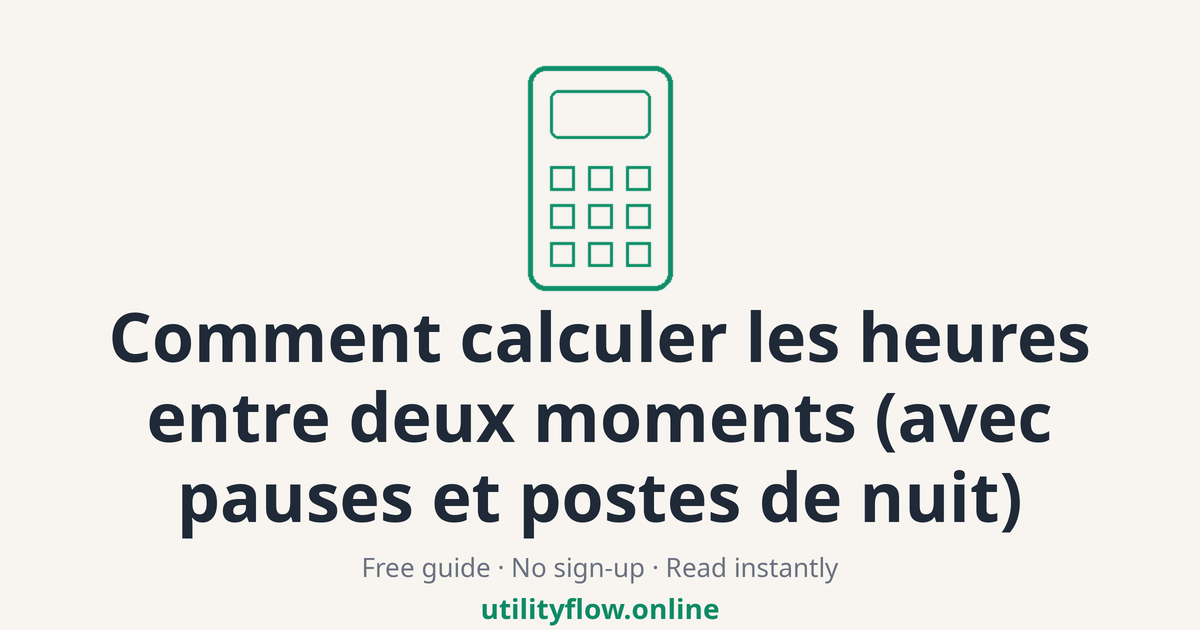 Comment calculer les heures
entre deux moments (avec
pauses et postes de nuit)
Free guide · No sign-up · Read instantly
utilityflow.online